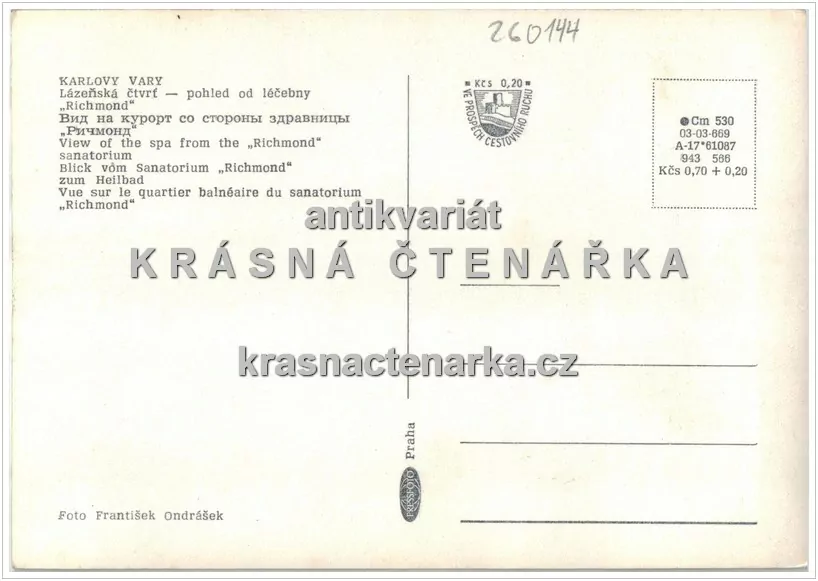 260144
KARLOVY VARY
Lázeňská čtvrť — pohled od léčebny
„Richmond"
Вид на курорт со стороны здравницы
„Ричмонд"
View of the spa from the „Richmond"
sanatorium
Blick vôm Sanatorium „Richmond"
zum Heilbad
Vue sur le quartier balnéaire du sanatorium
„Richmond"
Kčs 0,20
VE PROSPĚCH CESTOVNÍHO RUCHU
Cm 530
03-03-869
A-17*61087
943 566
Kčs 0,70 + 0,20
antikvariát
KRÁSNÁ ČTENÁŘKA
krasnactenarka.cz
Praha
PRESSFOTO
Foto František Ondrášek